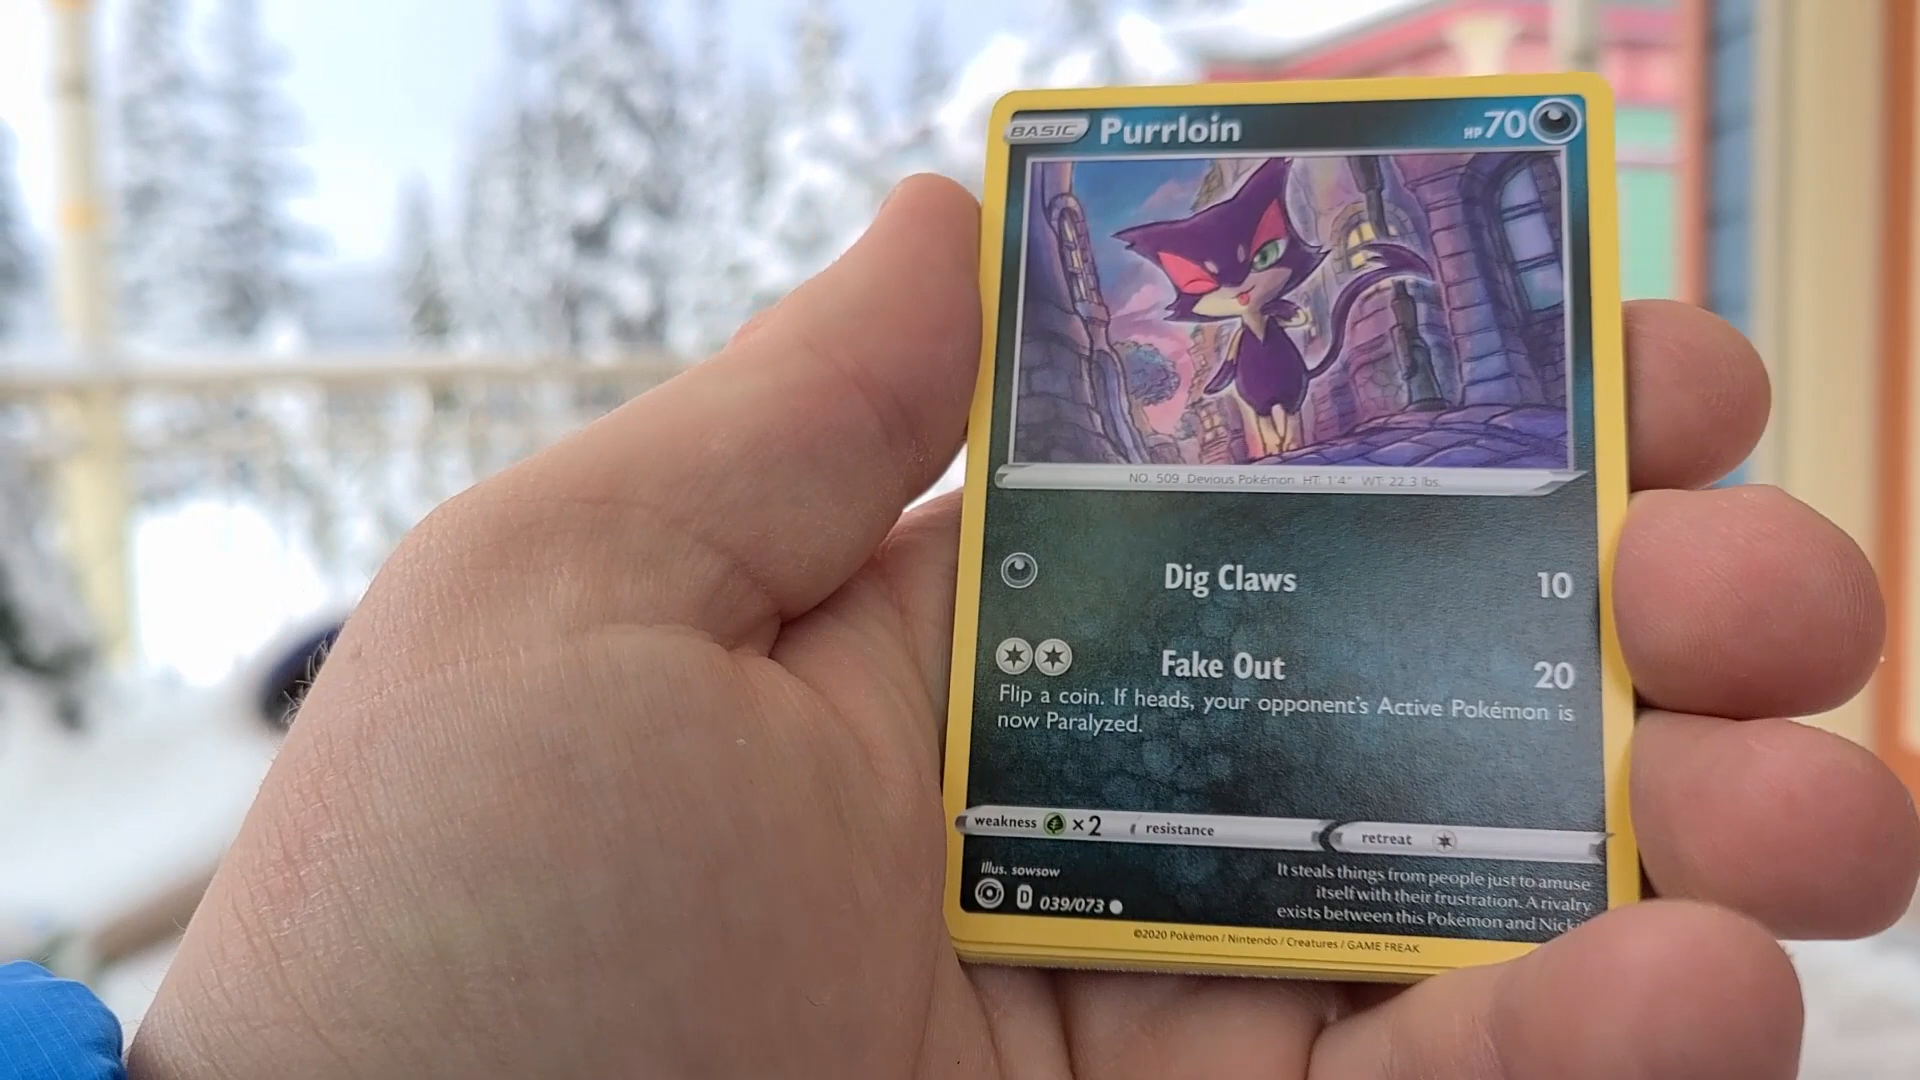 BASIC Purrloin HP 70
NO. 509 Devious Pokémon HT: 1'4" WT: 22.3 lbs.
Dig Claws 10
Fake Out 20
Flip a coin. If heads, your opponent's Active Pokémon is
now Paralyzed.
weakness ×2 resistance retreat
Illus. sowsow
D 039/073
It steals things from people just to amuse
itself with their frustration. A rivalry
exists between this Pokémon and
©2020 Pokémon / Nintendo / Creatures / GAME FREAK